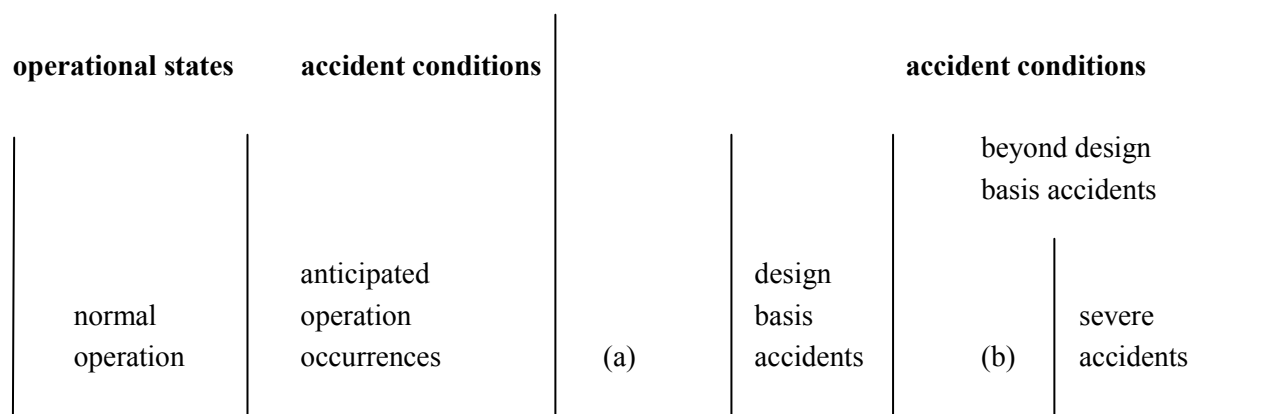 operational states accident conditions accident conditions
beyond design
basis accidents
anticipated design
normal operation basis severe
operation occurrences (a) accidents (b) accidents